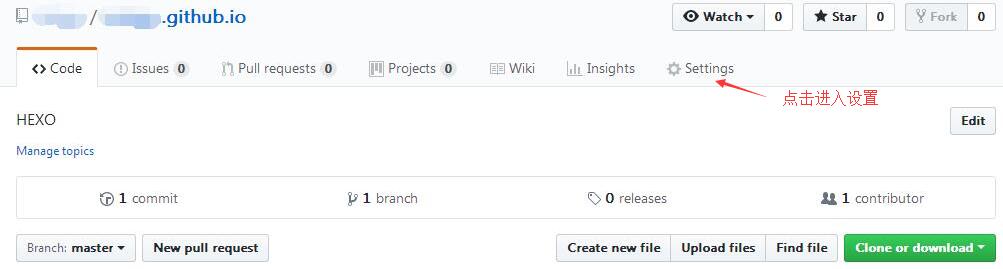 / .github.io
Watch 0 Star 0 Fork 0
Code Issues 0 Pull requests 0 Projects 0 Wiki Insights Settings
点击进入设置
HEXO Edit
Manage topics
1 commit 1 branch 0 releases 1 contributor
Branch: master New pull request Create new file Upload files Find file Clone or download